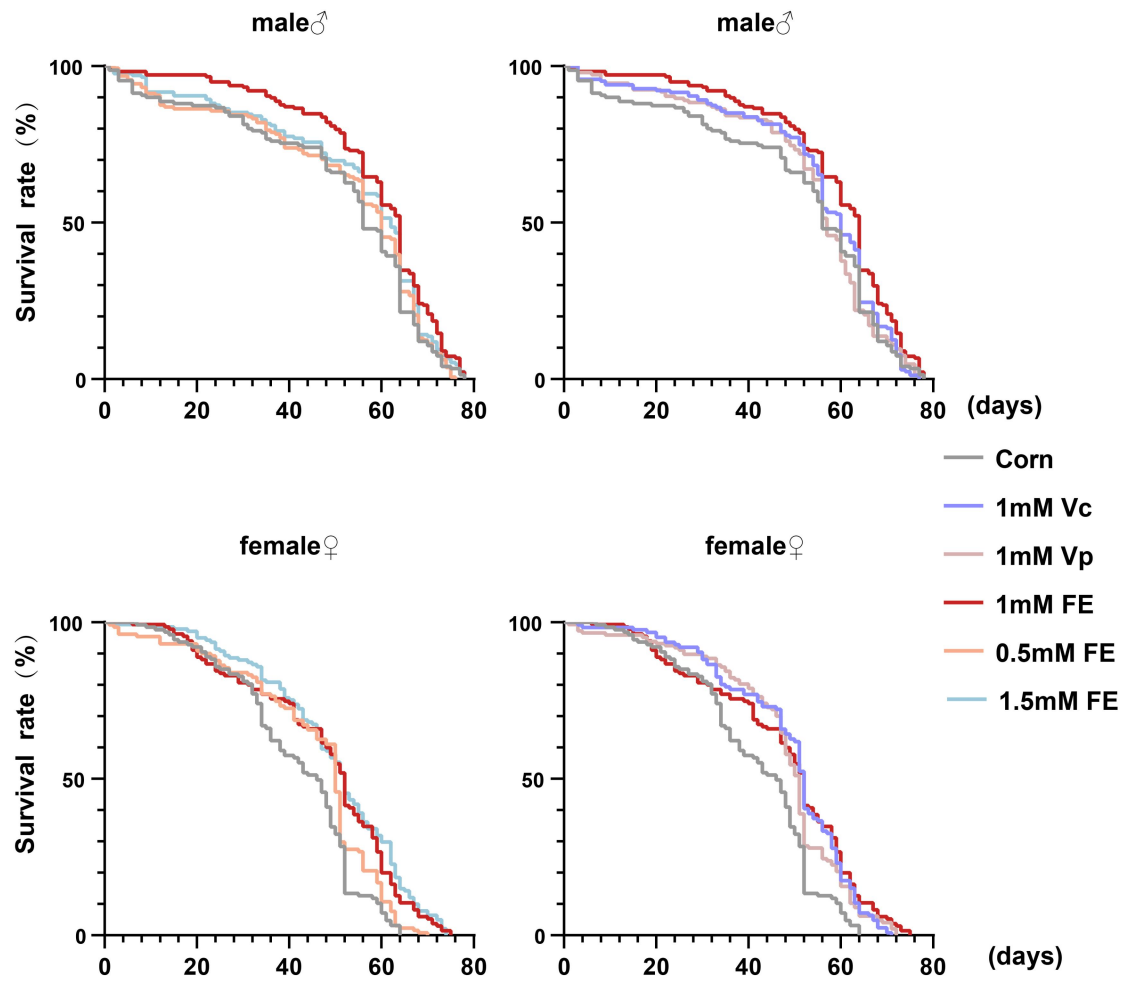 male♂ male♂
Survival rate (%)
100 100
50 50
0 0
0 20 40 60 80 0 20 40 60 80 (days)
Corn
1mM Vc
1mM Vp
1mM FE
0.5mM FE
1.5mM FE
female♀ female♀
Survival rate (%)
100 100
50 50
0 0
0 20 40 60 80 0 20 40 60 80 (days)